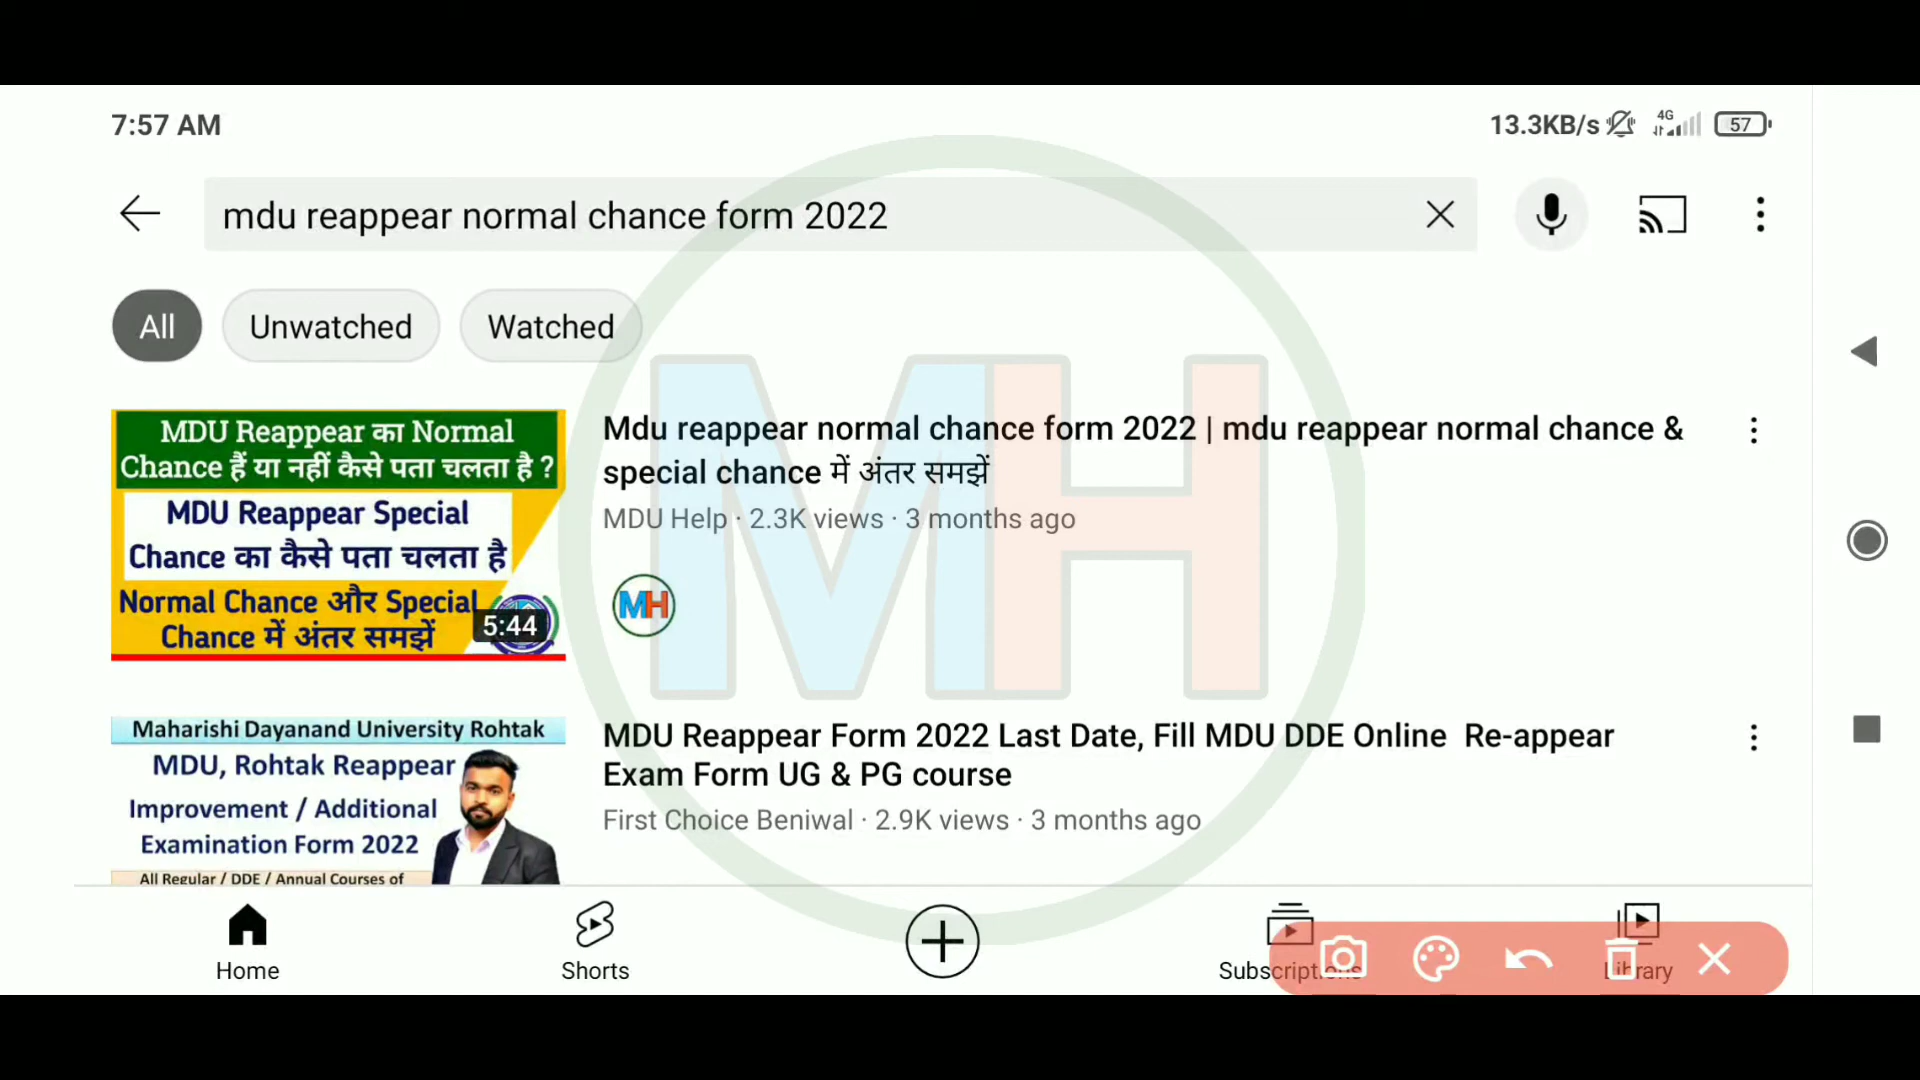 7:57 AM
13.3KB/s 4G 57
mdu reappear normal chance form 2022
All Unwatched Watched
MDU Reappear का Normal
Chance हैं या नहीं कैसे पता चलता है ?
MDU Reappear Special
Chance का कैसे पता चलता है
Normal Chance और Special
Chance में अंतर समझें
5:44
Mdu reappear normal chance form 2022 | mdu reappear normal chance &
special chance में अंतर समझें
MDU Help · 2.3K views · 3 months ago
MH
MH
Maharishi Dayanand University Rohtak
MDU, Rohtak Reappear
Improvement / Additional
Examination Form 2022
All Regular / DDE / Annual Courses of
MDU Reappear Form 2022 Last Date, Fill MDU DDE Online Re-appear
Exam Form UG & PG course
First Choice Beniwal · 2.9K views · 3 months ago
Home
Shorts
Subscriptions
Library